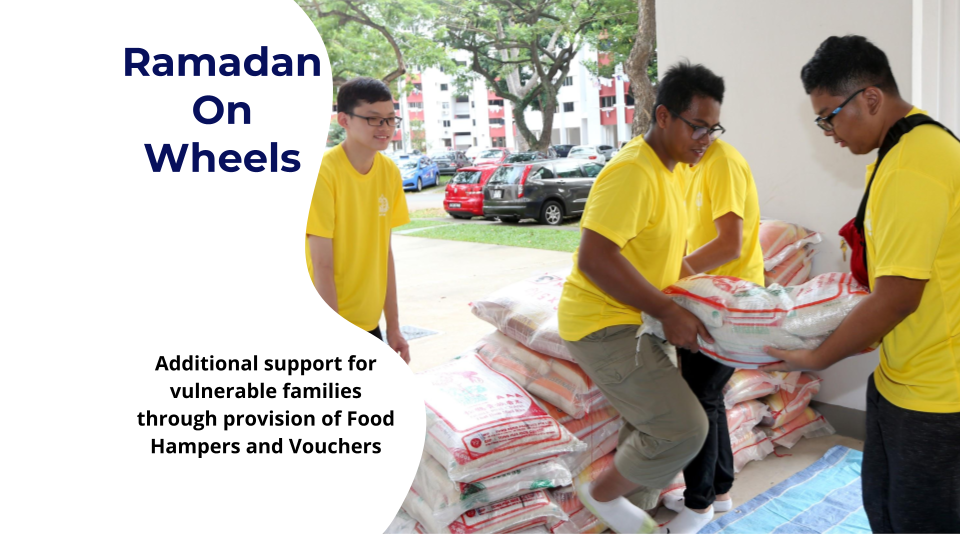 Ramadan
On
Wheels
Additional support for
vulnerable families
through provision of Food
Hampers and Vouchers